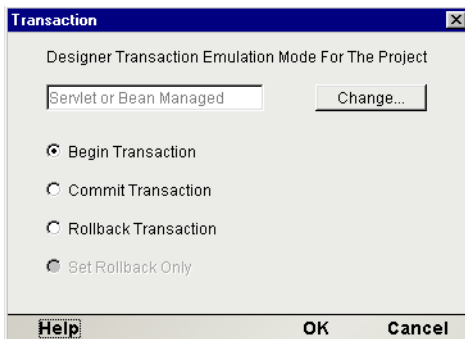 Transaction
Designer Transaction Emulation Mode For The Project
Servlet or Bean Managed
Change...
Begin Transaction
Commit Transaction
Rollback Transaction
Set Rollback Only
Help OK Cancel